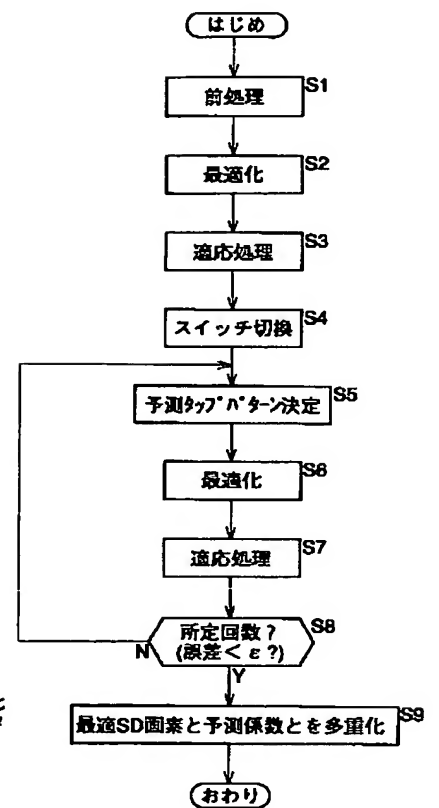 はじめ
前処理 S1
最適化 S2
適応処理 S3
スイッチ切換 S4
予測タップパターン決定 S5
最適化 S6
適応処理 S7
所定回数? S8
(誤差<ε?)
N
Y
最適SD画素と予測係数とを多重化 S9
おわり